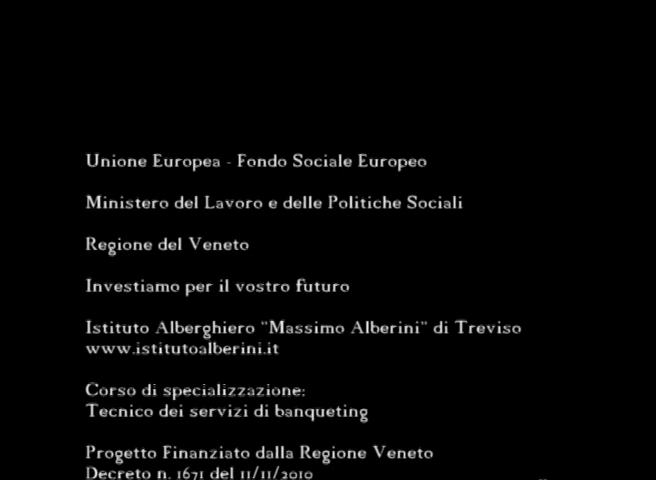 Unione Europea - Fondo Sociale Europeo
Ministero del Lavoro e delle Politiche Sociali
Regione del Veneto
Investiamo per il vostro futuro
Istituto Alberghiero "Massimo Alberini" di Treviso
www.istitutoalberini.it
Corso di specializzazione:
Tecnico dei servizi di banqueting
Progetto Finanziato dalla Regione Veneto
Decreto n. 1671 del 11/11/2010